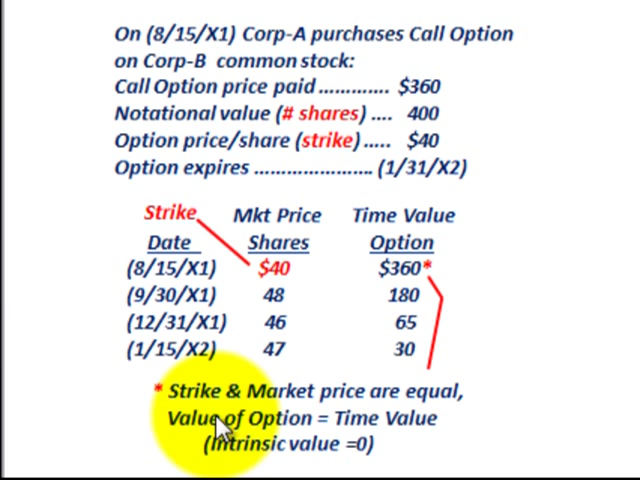 On (8/15/X1) Corp-A purchases Call Option
on Corp-B common stock:
Call Option price paid ............. $360
Notational value (# shares) .... 400
Option price/share (strike) ..... $40
Option expires ...................... (1/31/X2)
Strike Mkt Price Time Value
Date Shares Option
(8/15/X1) $40 $360*
(9/30/X1) 48 180
(12/31/X1) 46 65
(1/15/X2) 47 30
* Strike & Market price are equal,
Value of Option = Time Value
(Intrinsic value =0)